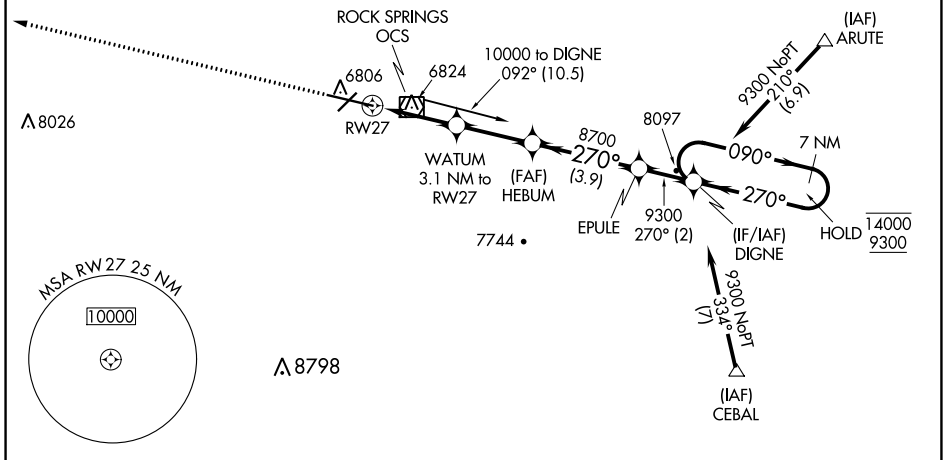 ROCK SPRINGS
OCS
6806
6824
10000 to DIGNE
092° (10.5)
(IAF)
ARUTE
9300 NoPT
210°
(6.9)
8026
RW27
WATUM
3.1 NM to
RW27
(FAF)
HEBUM
8700
270°
(3.9)
8097
090°
7 NM
270°
EPULE
9300
270° (2)
(IF/IAF)
DIGNE
HOLD
14000
9300
7744
9300 NoPT
334°
(7)
(IAF)
CEBAL
MSA RW27 25 NM
10000
8798